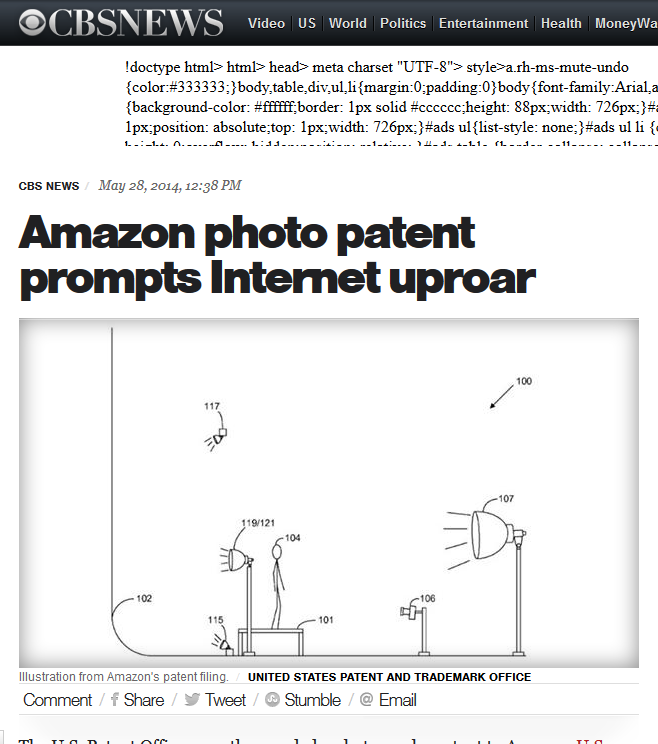 CBSNEWS Video US World Politics Entertainment Health MoneyWa
!doctype html> html> head> meta charset "UTF-8"> style>a.rh-ms-mute-undo
{color:#333333;}body,table,div,ul,li{margin:0;padding:0}body{font-family:Arial,a
{background-color: #ffffff;border: 1px solid #cccccc;height: 88px;width: 726px;}#a
1px;position: absolute;top: 1px;width: 726px;}#ads ul{list-style: none;}#ads ul li {
CBS NEWS / May 28, 2014, 12:38 PM
Amazon photo patent
prompts Internet uproar
100
117
107
119/121
104
102
106
115
101
Illustration from Amazon's patent filing. / UNITED STATES PATENT AND TRADEMARK OFFICE
Comment / f Share / Tweet / Stumble / @ Email